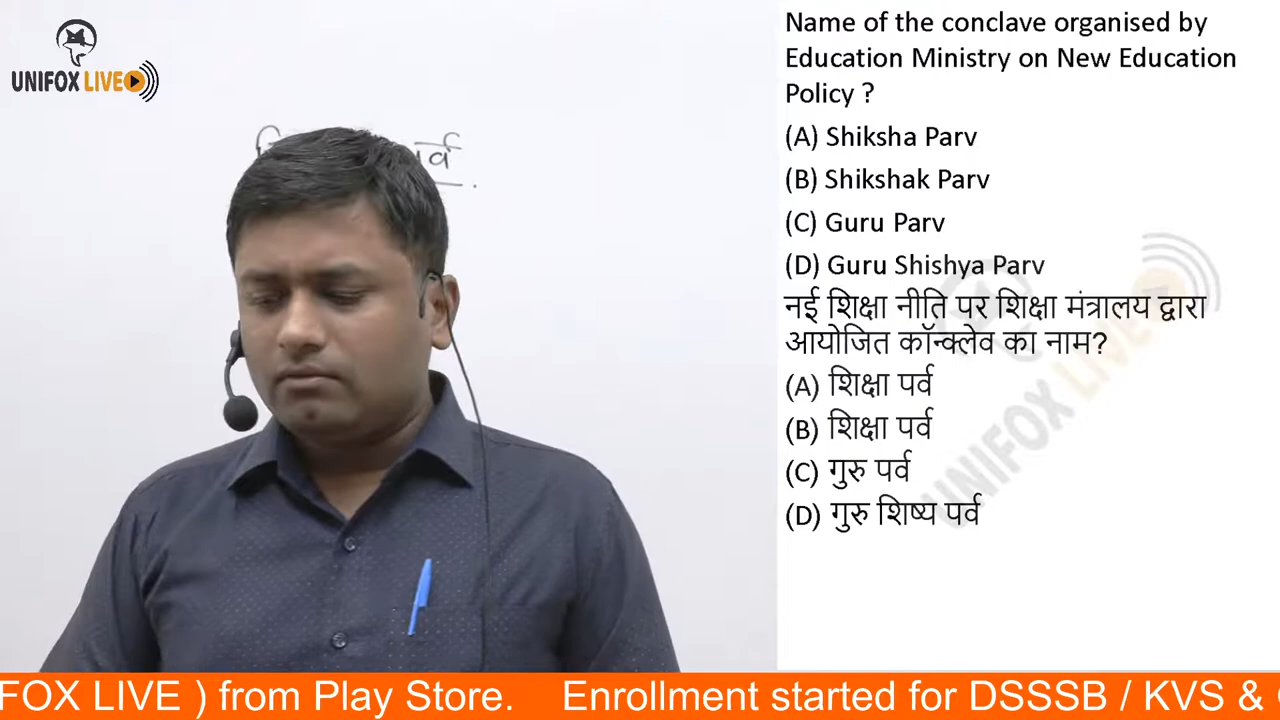 UNIFOX LIVE
Name of the conclave organised by
Education Ministry on New Education
Policy ?
(A) Shiksha Parv
(B) Shikshak Parv
(C) Guru Parv
(D) Guru Shishya Parv
नई शिक्षा नीति पर शिक्षा मंत्रालय द्वारा
आयोजित कॉन्क्लेव का नाम?
(A) शिक्षा पर्व
(B) शिक्षा पर्व
(C) गुरु पर्व
(D) गुरु शिष्य पर्व
UNIFOX LIVE
FOX LIVE ) from Play Store. Enrollment started for DSSSB / KVS &